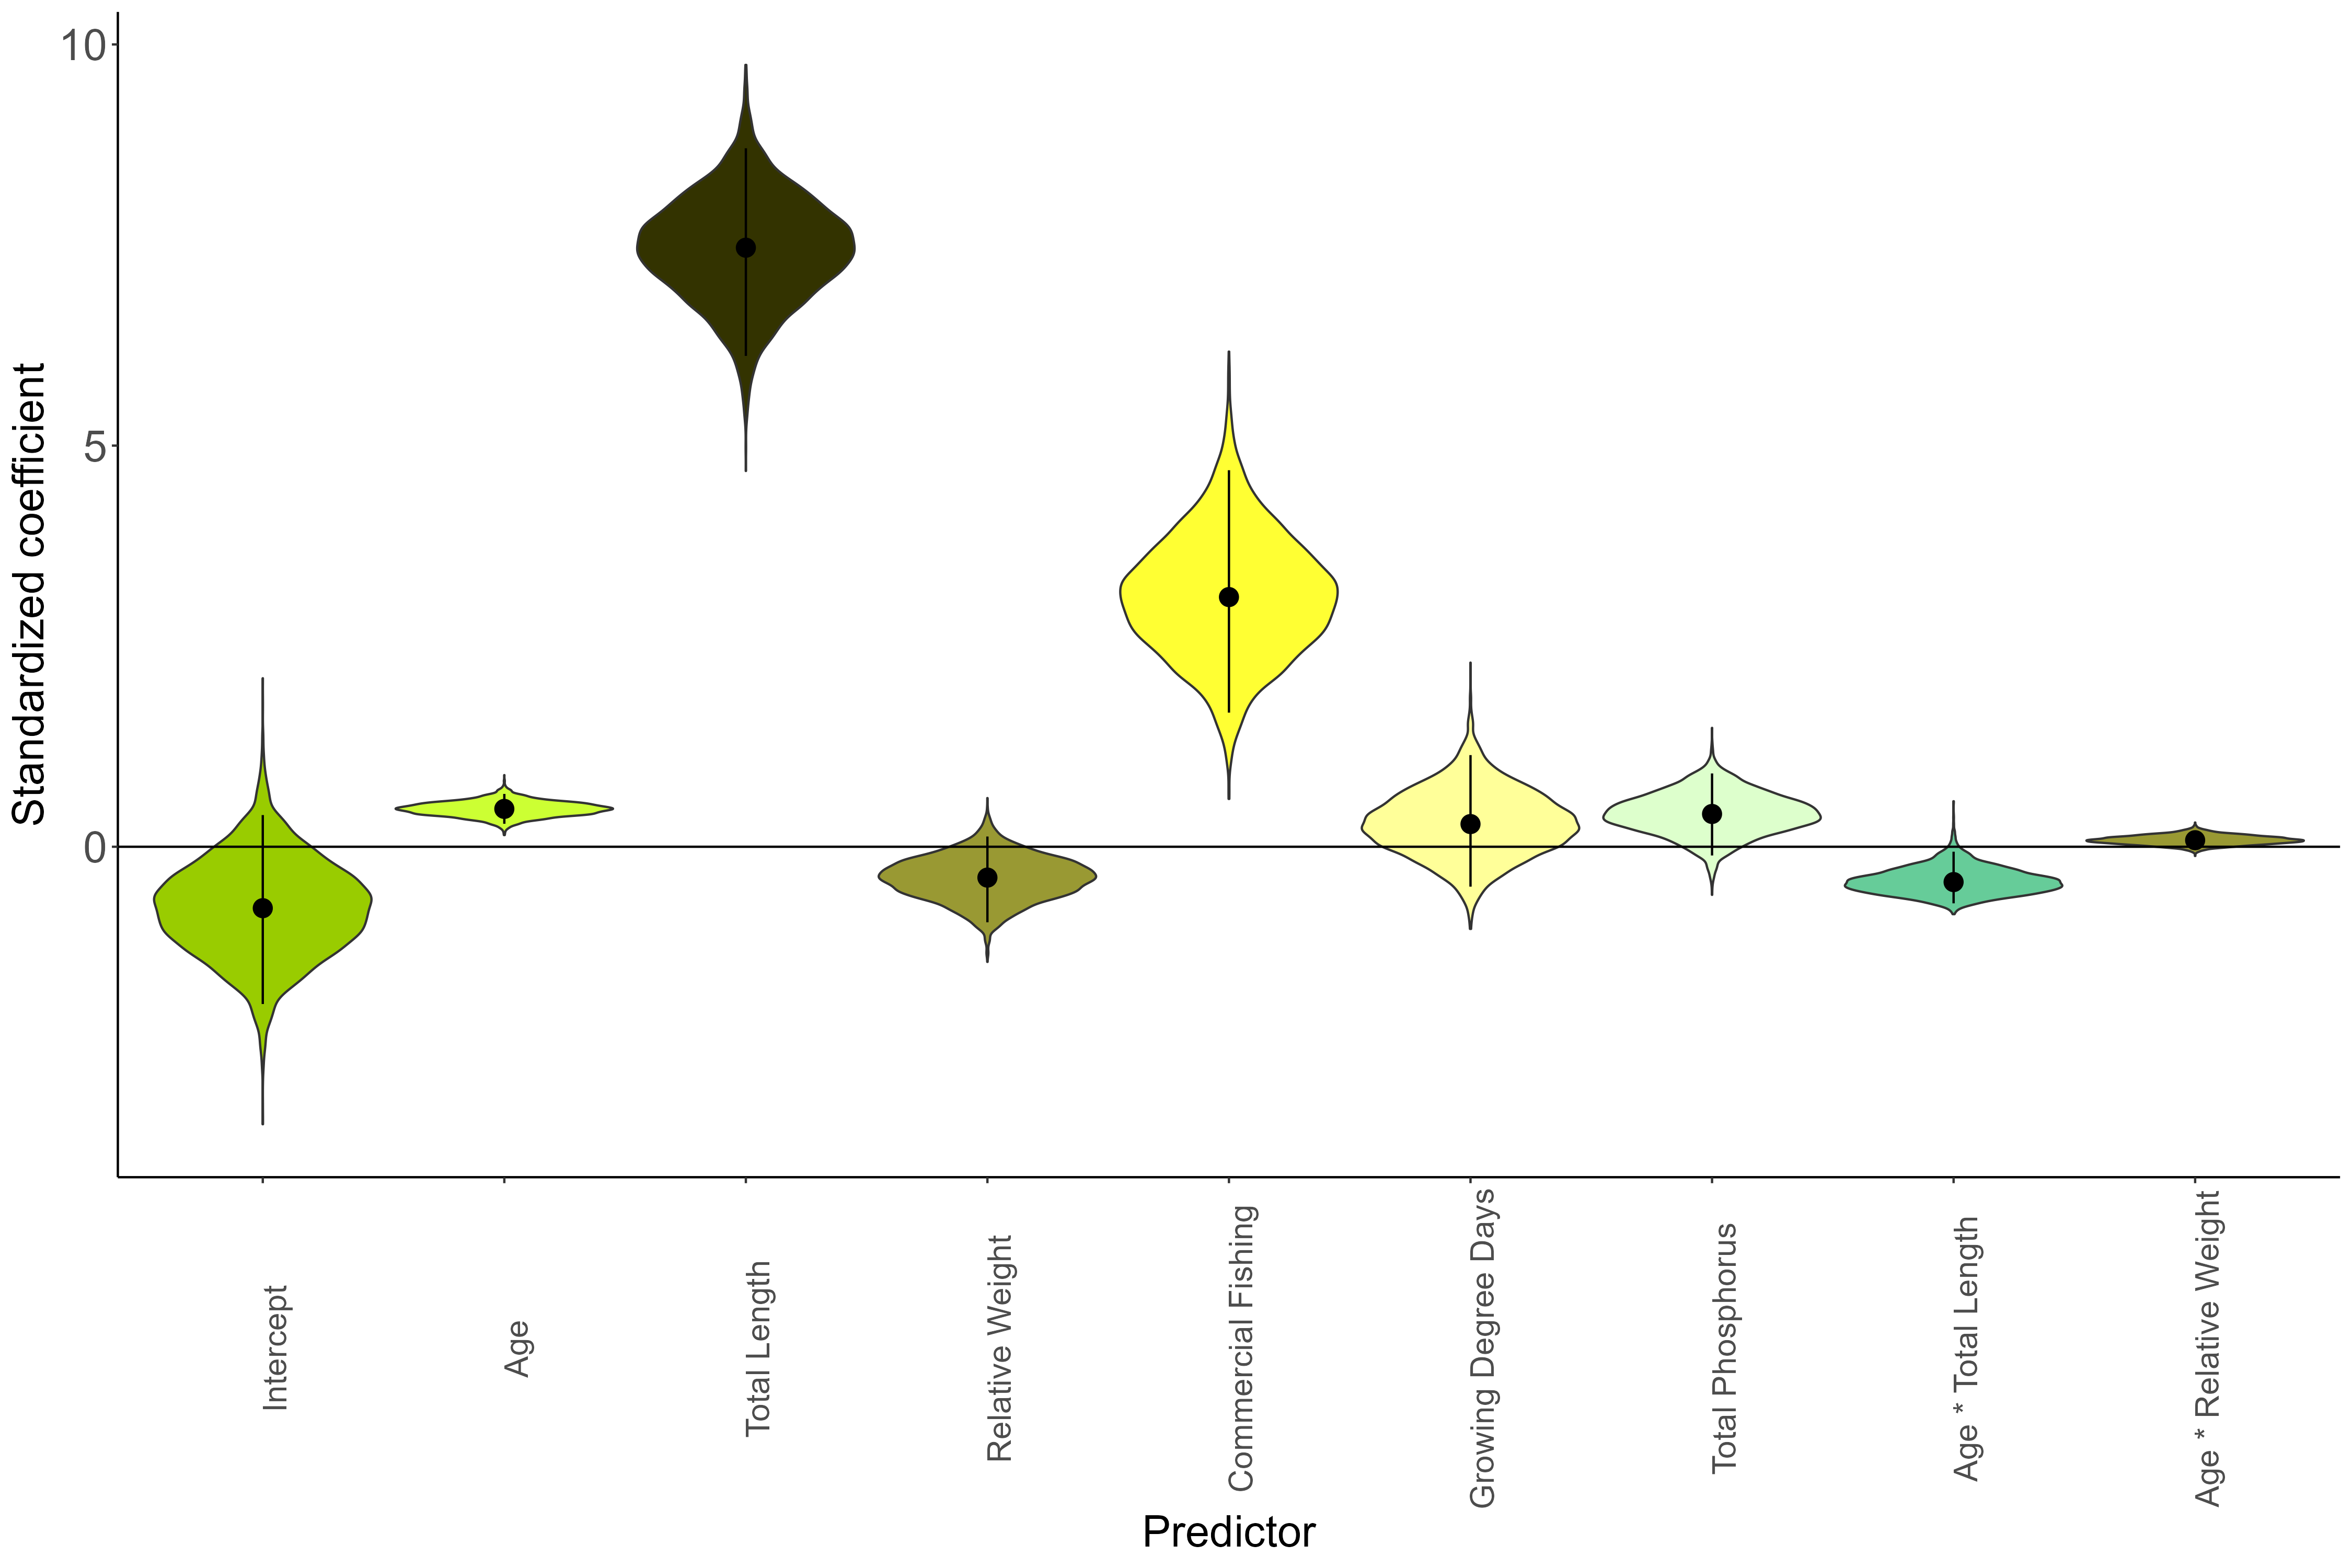 Standardized coefficient
10
5
0
Intercept
Age
Total Length
Relative Weight
Commercial Fishing
Growing Degree Days
Total Phosphorus
Age * Total Length
Age * Relative Weight
Predictor